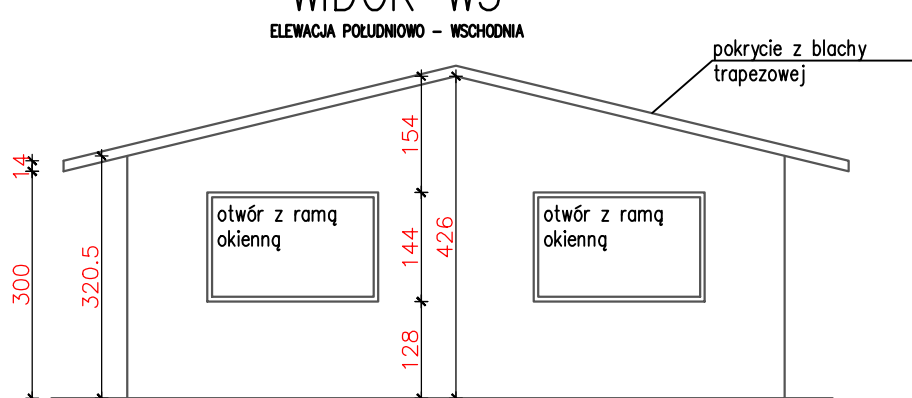 ELEWACJA POŁUDNIOWO – WSCHODNIA
pokrycie z blachy
trapezowej
14
154
otwór z ramą
okienną
otwór z ramą
okienną
144
426
300
320.5
128